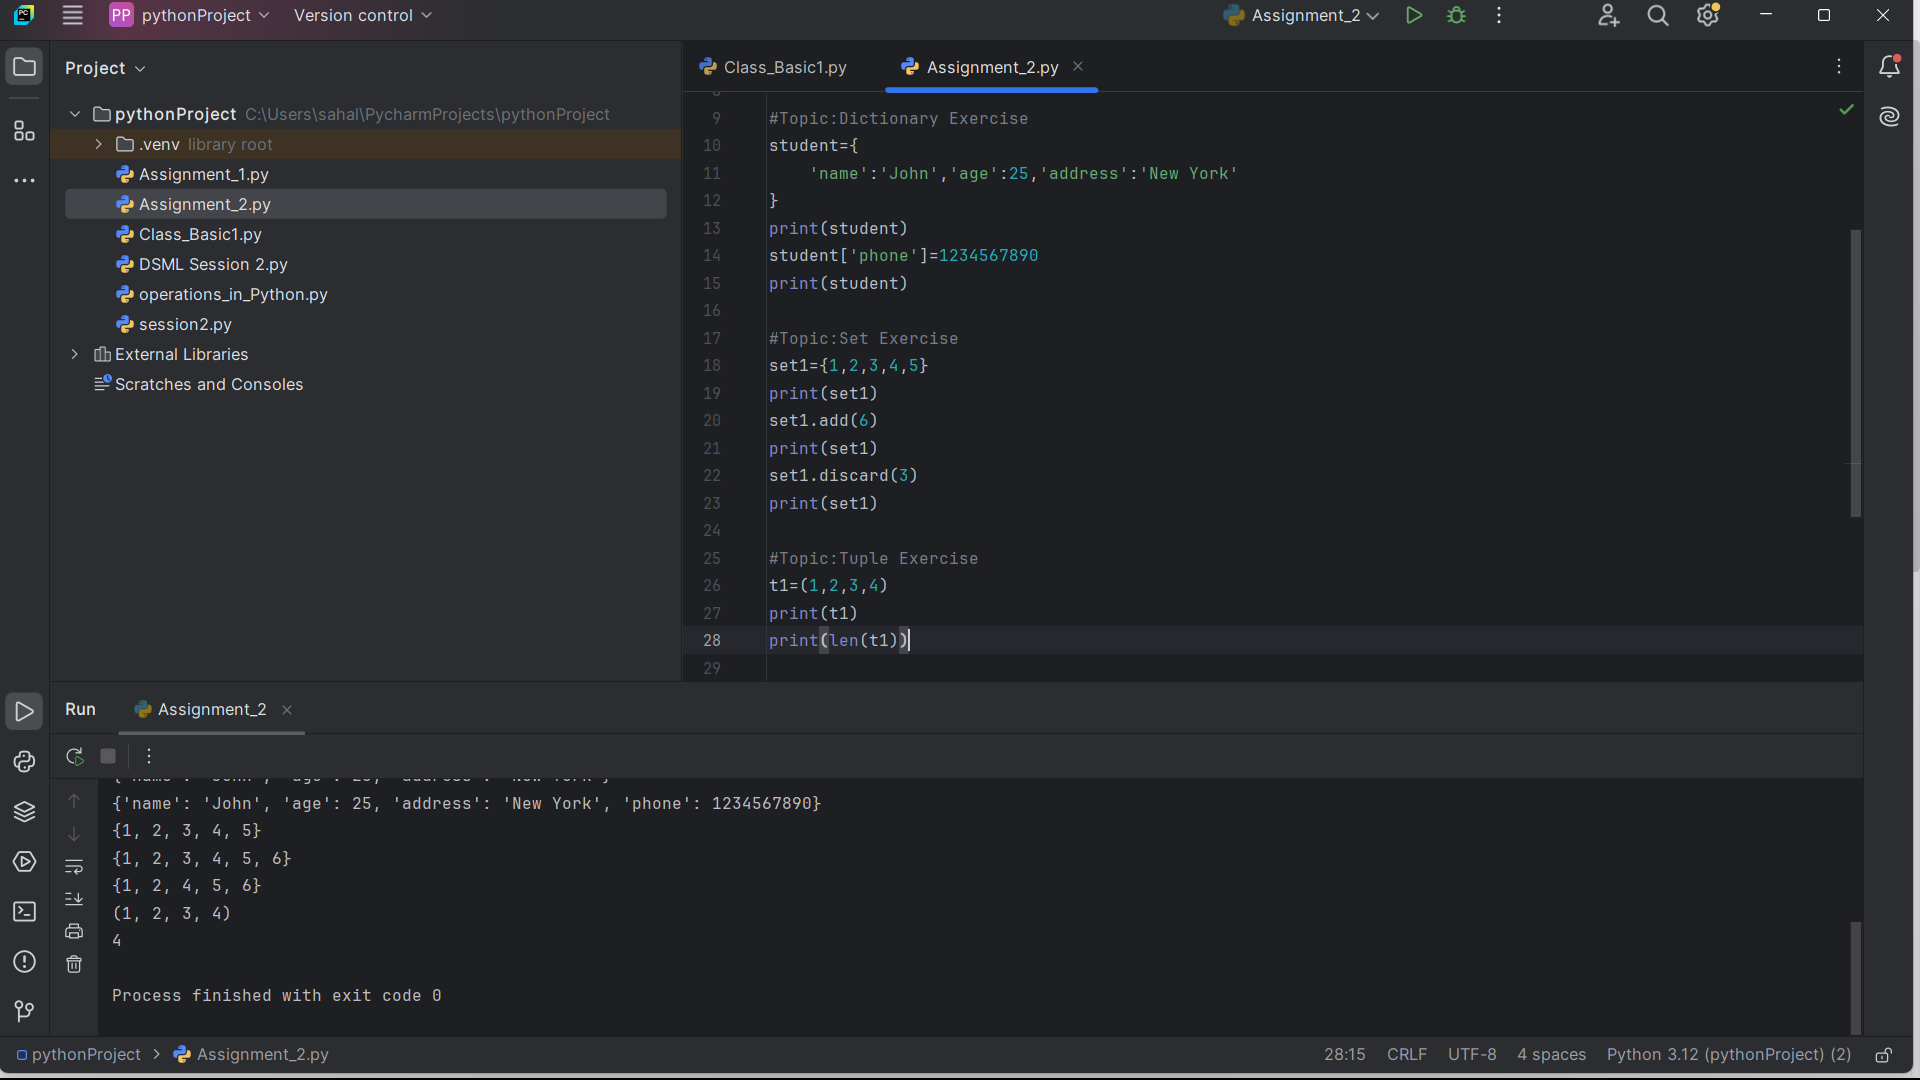 PP pythonProject Version control Assignment_2
Project
pythonProject C:\Users\sahal\PycharmProjects\pythonProject
.venv library root
Assignment_1.py
Assignment_2.py
Class_Basic1.py
DSML Session 2.py
operations_in_Python.py
session2.py
External Libraries
Scratches and Consoles
Class_Basic1.py Assignment_2.py
9 #Topic:Dictionary Exercise
10 student={
11 'name':'John','age':25,'address':'New York'
12 }
13 print(student)
14 student['phone']=1234567890
15 print(student)
16
17 #Topic:Set Exercise
18 set1={1,2,3,4,5}
19 print(set1)
20 set1.add(6)
21 print(set1)
22 set1.discard(3)
23 print(set1)
24
25 #Topic:Tuple Exercise
26 t1=(1,2,3,4)
27 print(t1)
28 print(len(t1))
29
Run Assignment_2
{'name': 'John', 'age': 25, 'address': 'New York', 'phone': 1234567890}
{1, 2, 3, 4, 5}
{1, 2, 3, 4, 5, 6}
{1, 2, 4, 5, 6}
(1, 2, 3, 4)
4
Process finished with exit code 0
pythonProject > Assignment_2.py 28:15 CRLF UTF-8 4 spaces Python 3.12 (pythonProject) (2)